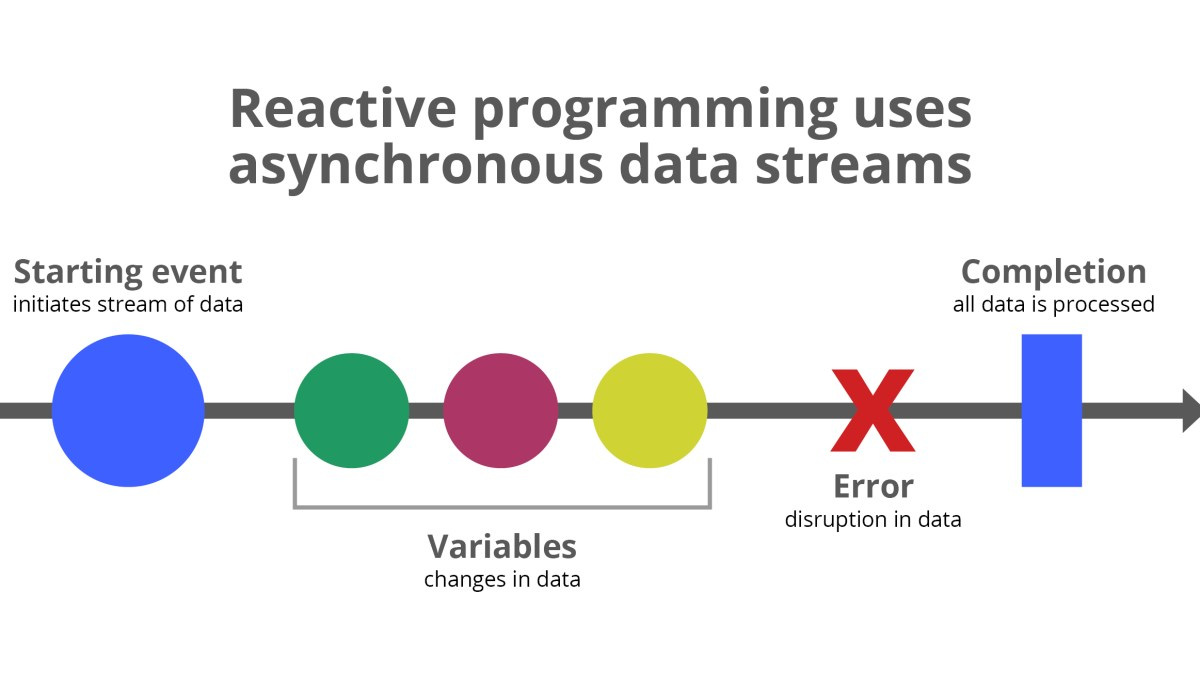 Reactive programming uses
asynchronous data streams
Starting event
initiates stream of data
Completion
all data is processed
Error
disruption in data
Variables
changes in data